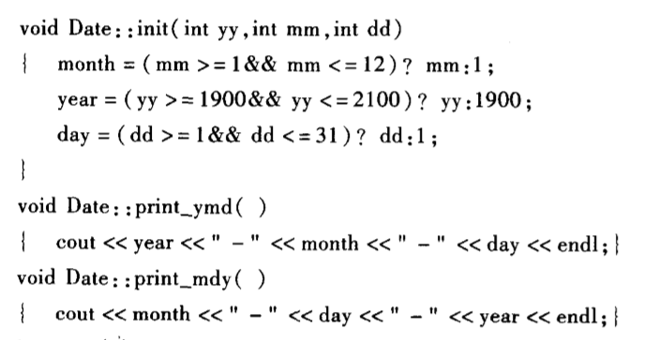 void Date::init( int yy,int mm,int dd)
{ month = ( mm >= 1&& mm <= 12)? mm:1;
year = ( yy >= 1900&& yy <= 2100)? yy:1900;
day = ( dd >= 1&& dd <= 31)? dd:1;
}
void Date::print_ymd( )
{ cout << year << " - " << month << " - " << day << endl;}
void Date::print_mdy( )
{ cout << month << " - " << day << " - " << year << endl;}